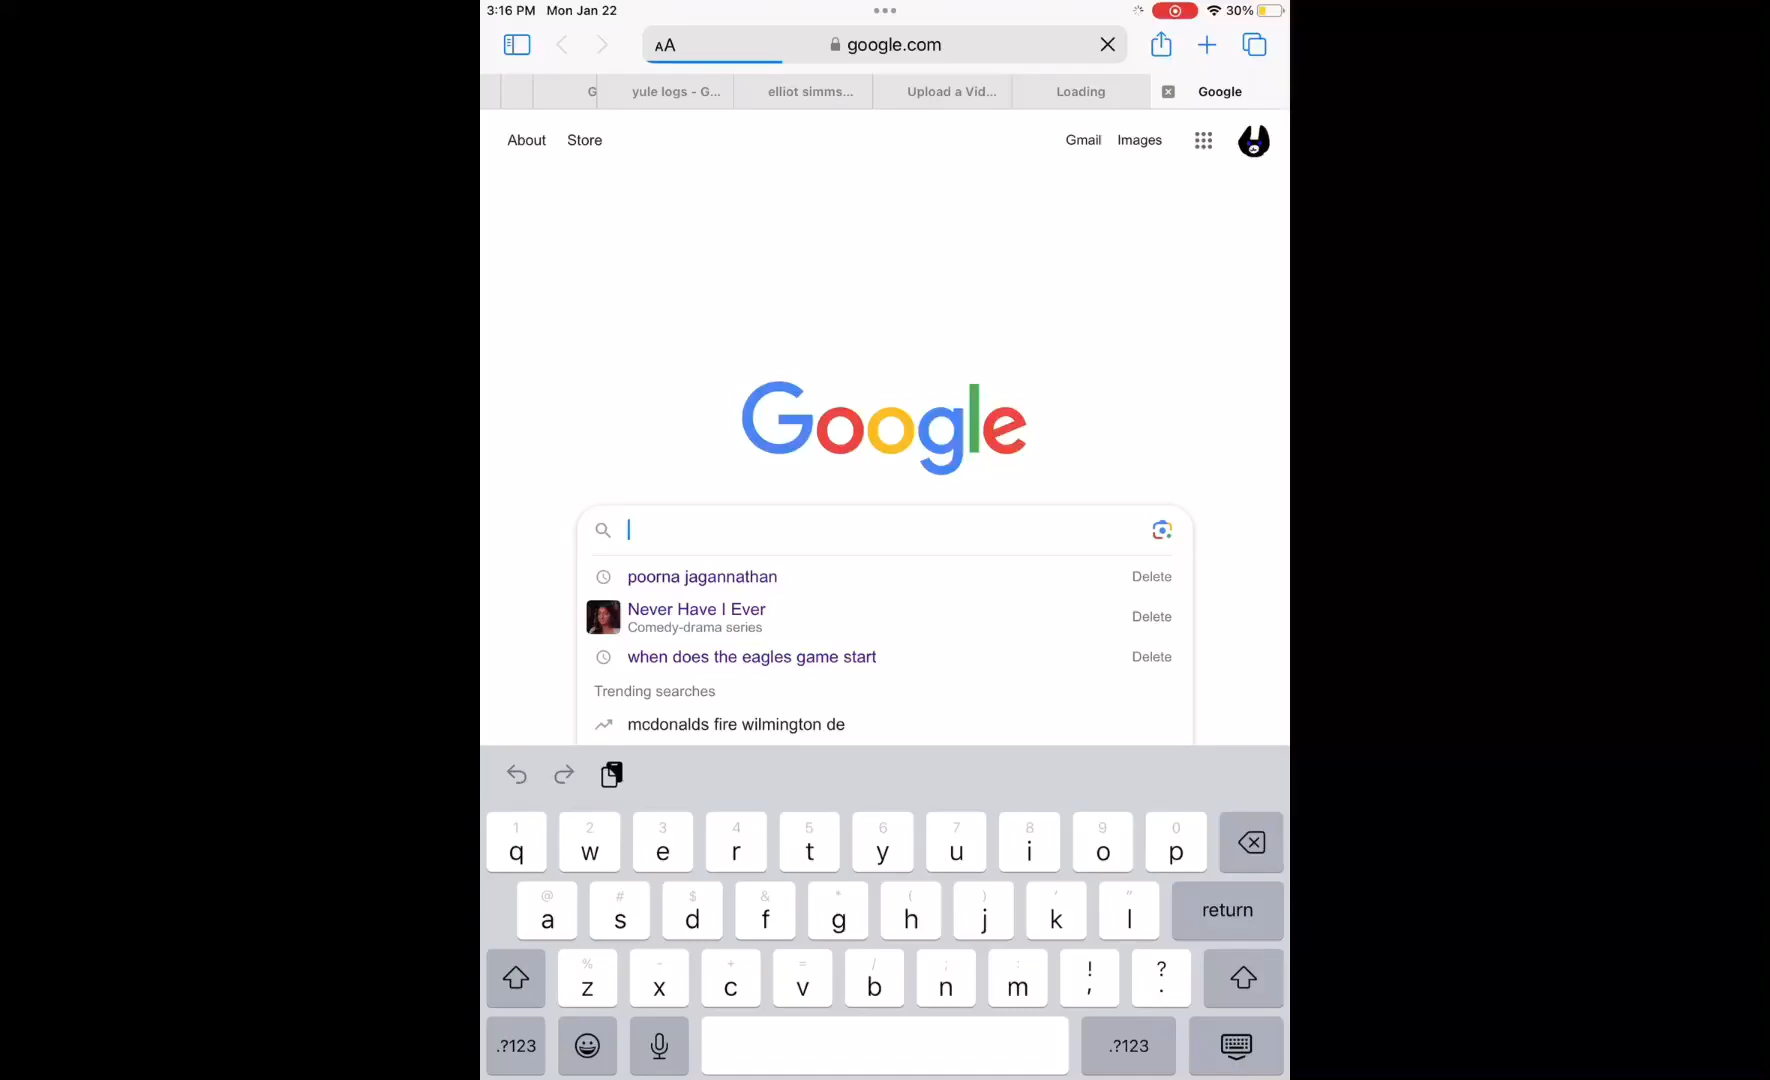 3:16 PM Mon Jan 22
30%
AA google.com
G yule logs - G... elliot simms... Upload a Vid... Loading Google
About Store Gmail Images
Google
poorna jagannathan Delete
Never Have I Ever
Comedy-drama series
Delete
when does the eagles game start Delete
Trending searches
mcdonalds fire wilmington de
1 2 3 4 5 6 7 8 9 0
q w e r t y u i o p
@ # $ & * ( ) ' "
a s d f g h j k l return
% - + = / ; : ! ?
z x c v b n m , .
.?123 .?123